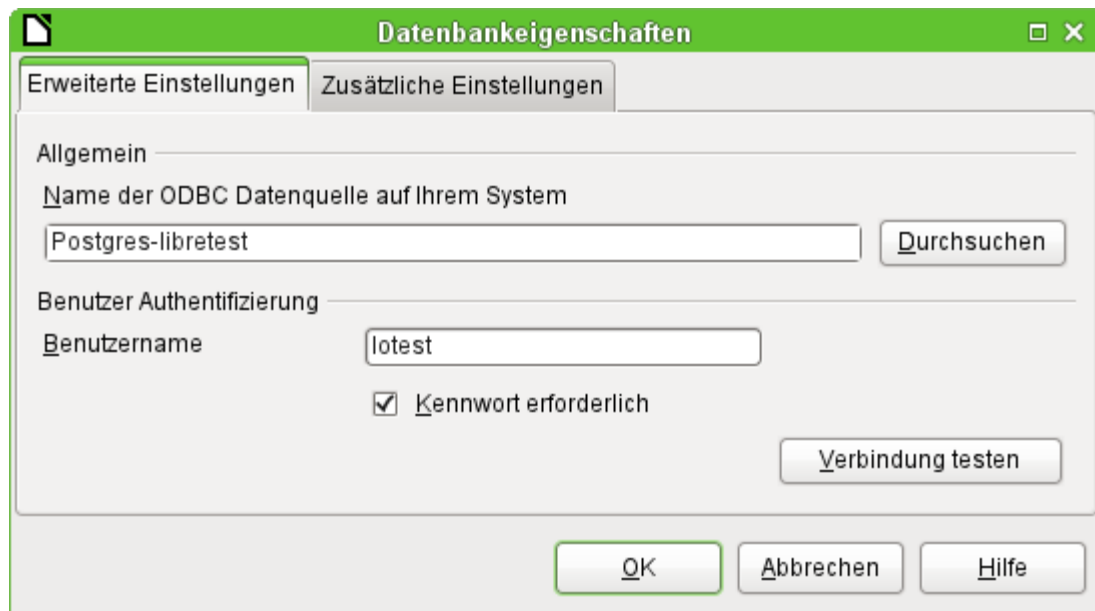 Datenbankeigenschaften
Erweiterte Einstellungen Zusätzliche Einstellungen
Allgemein
Name der ODBC Datenquelle auf Ihrem System
Postgres-libretest Durchsuchen
Benutzer Authentifizierung
Benutzername lotest
Kennwort erforderlich
Verbindung testen
OK Abbrechen Hilfe